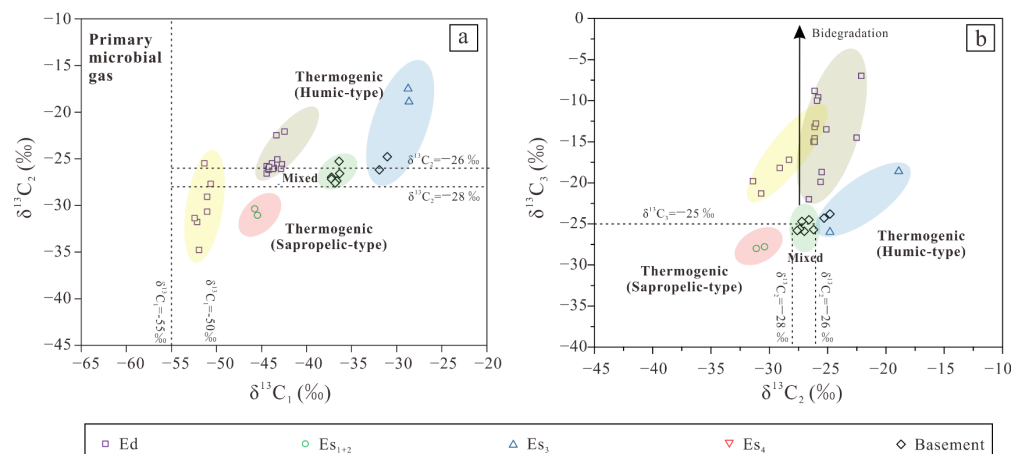 −10
−15
−20
−25
−30
−35
−40
−45
δ¹³C₂ (‰)
Primary
microbial
gas
a
Thermogenic
(Humic-type)
δ¹³C₂=−26 ‰
Mixed
δ¹³C₂=−28 ‰
Thermogenic
(Sapropelic-type)
δ¹³C₁=-55
‰
δ¹³C₁=-50
‰
−65
−60
−55
−50
−45
−40
−35
−30
−25
−20
δ¹³C₁ (‰)
0
−5
−10
−15
−20
−25
−30
−35
−40
δ¹³C₃ (‰)
Bidegradation
b
δ¹³C₃=−25 ‰
Mixed
Thermogenic
(Humic-type)
Thermogenic
(Sapropelic-type)
δ¹³C₂=−28
‰
δ¹³C₂=−26
‰
−45
−40
−35
−30
−25
−20
−15
−10
δ¹³C₂ (‰)
Ed
Es₁₊₂
Es₃
Es₄
Basement